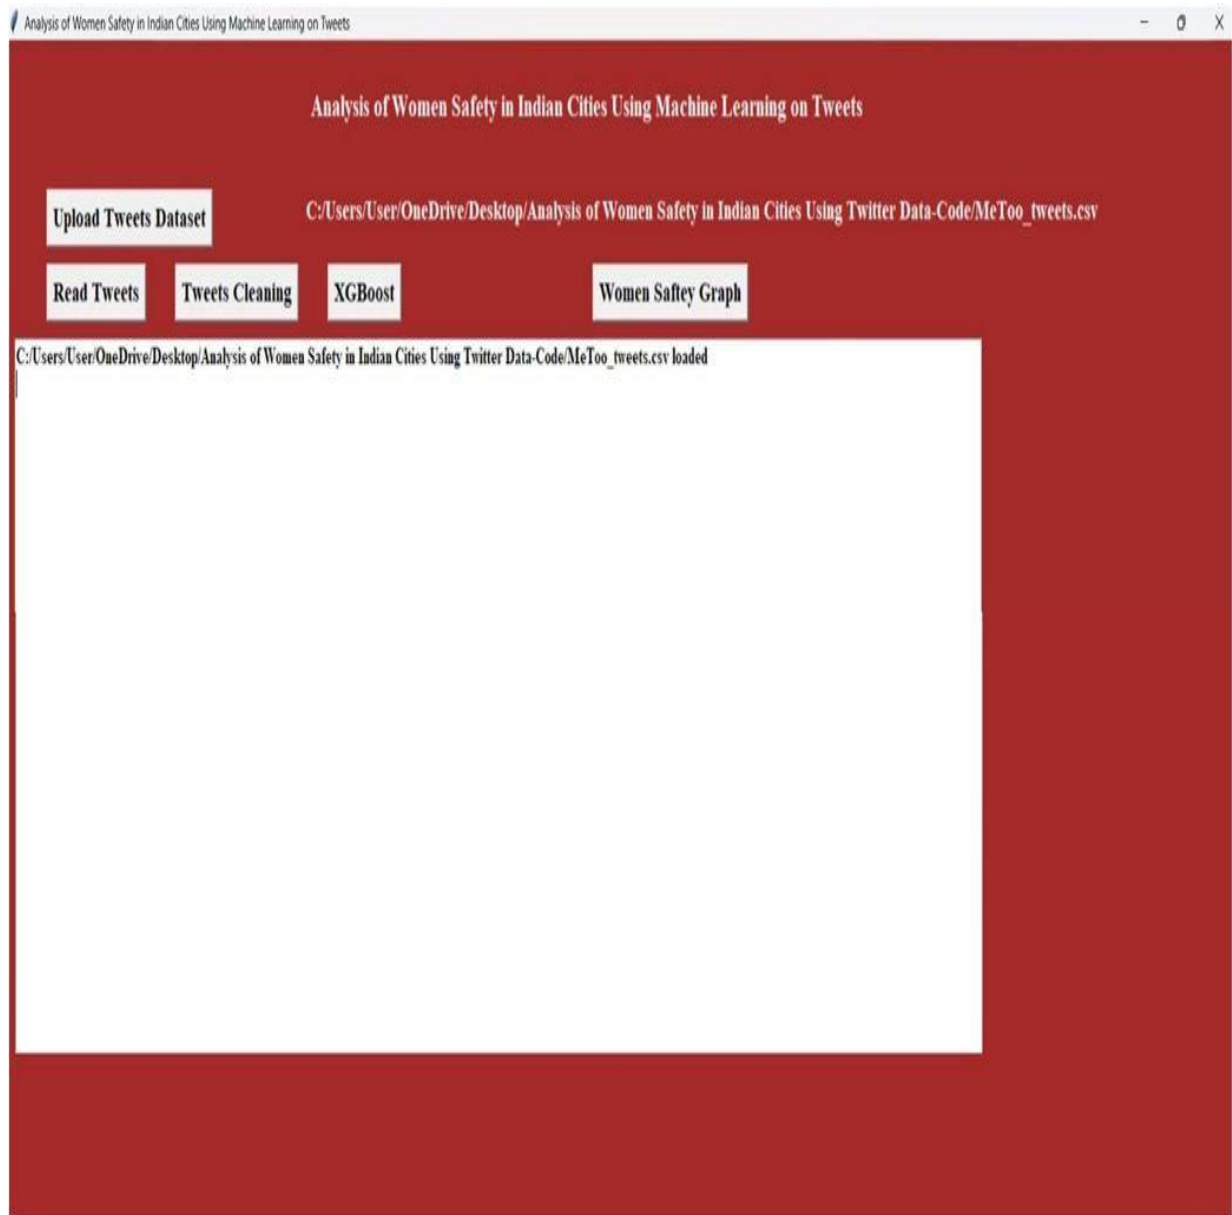 Analysis of Women Safety in Indian Cities Using Machine Learning on Tweets
Analysis of Women Safety in Indian Cities Using Machine Learning on Tweets
Upload Tweets Dataset
C:/Users/User/OneDrive/Desktop/Analysis of Women Safety in Indian Cities Using Twitter Data-Code/MeToo_tweets.csv
Read Tweets Tweets Cleaning XGBoost Women Saftey Graph
C:/Users/User/OneDrive/Desktop/Analysis of Women Safety in Indian Cities Using Twitter Data-Code/MeToo_tweets.csv loaded